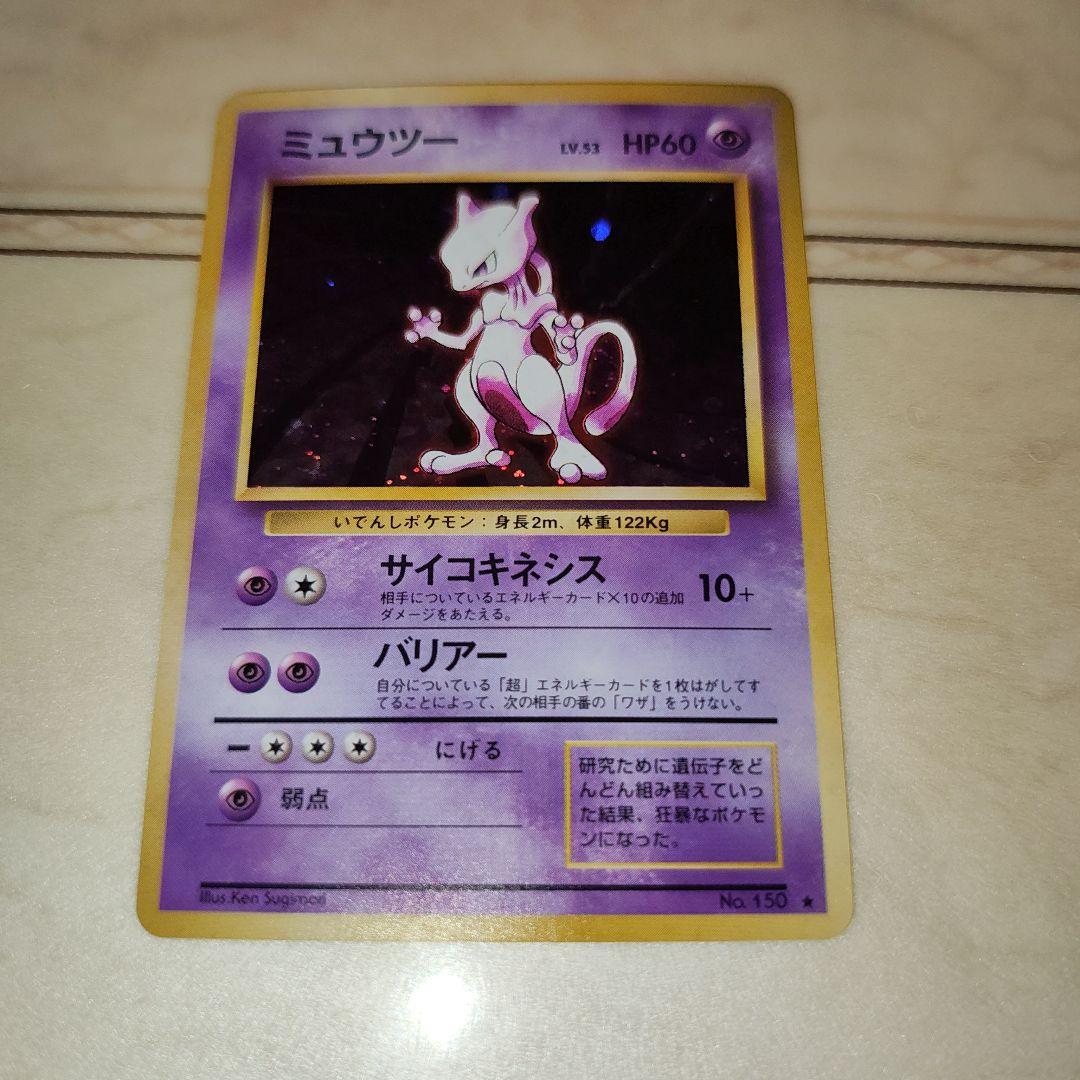 ミュウツー LV.53 HP60
いでんしポケモン：身長2m、体重122Kg
サイコキネシス 10+
相手についているエネルギーカード×10の追加
ダメージをあたえる。
バリアー
自分についている「超」エネルギーカードを1枚はがしてす
てることによって、次の相手の番の「ワザ」をうけない。
にげる
弱点
研究ために遺伝子をど
んどん組み替えていっ
た結果、狂暴なポケモ
ンになった。
Illus.Ken Sugimori No. 150 ★